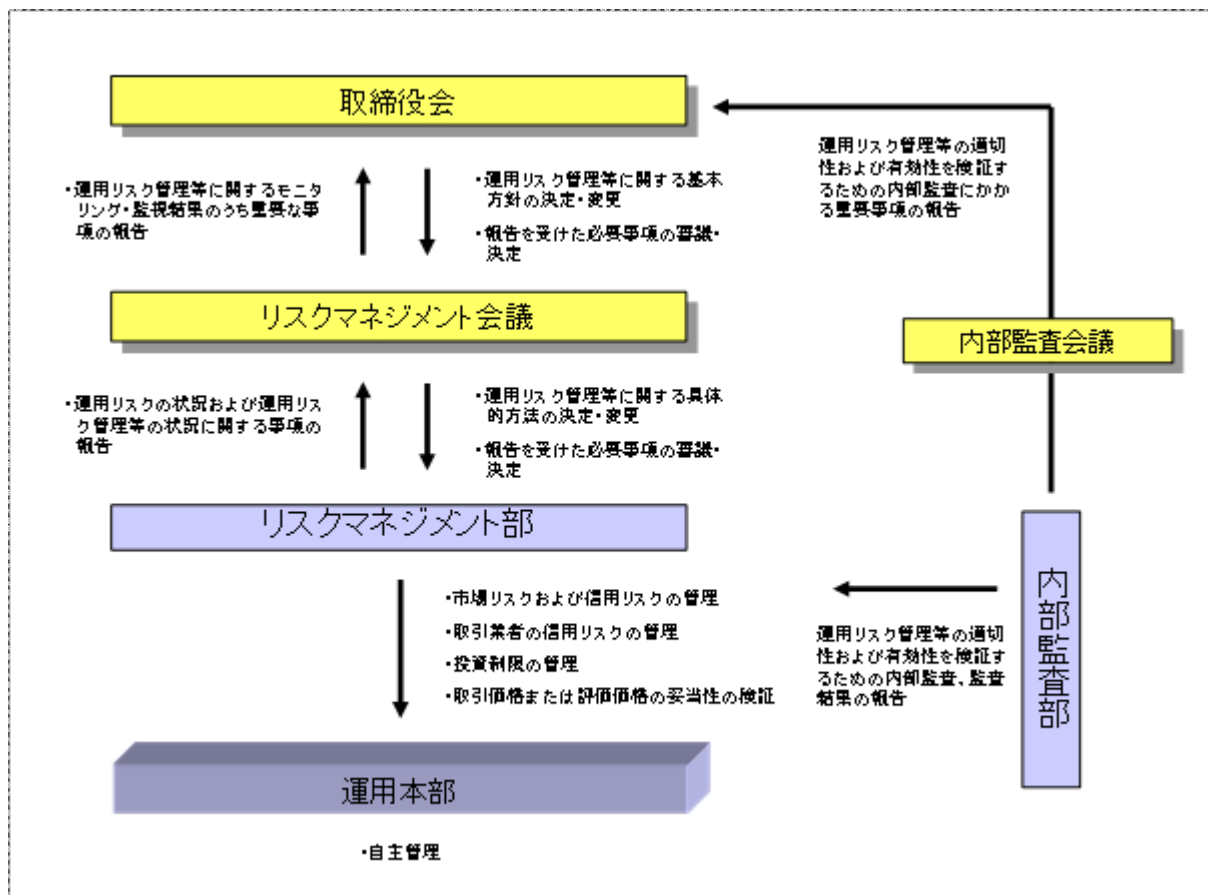 取締役会
・運用リスク管理等に関するモニ
タリング・監視結果のうち重要な事
項の報告
・運用リスク管理等に関する基本
方針の決定・変更
・報告を受けた必要事項の審議・
決定
運用リスク管理等の適切
性および有効性を検証す
るための内部監査にかか
る重要事項の報告
リスクマネジメント会議
内部監査会議
・運用リスクの状況および運用リス
ク管理等の状況に関する事項の
報告
・運用リスク管理等に関する具体
的方法の決定・変更
・報告を受けた必要事項の審議・
決定
リスクマネジメント部
内部監査部
・市場リスクおよび信用リスクの管理
・取引業者の信用リスクの管理
・投資制限の管理
・取引価格または評価価格の妥当性の検証
運用リスク管理等の適切
性および有効性を検証す
るための内部監査、監査
結果の報告
運用本部
・自主管理